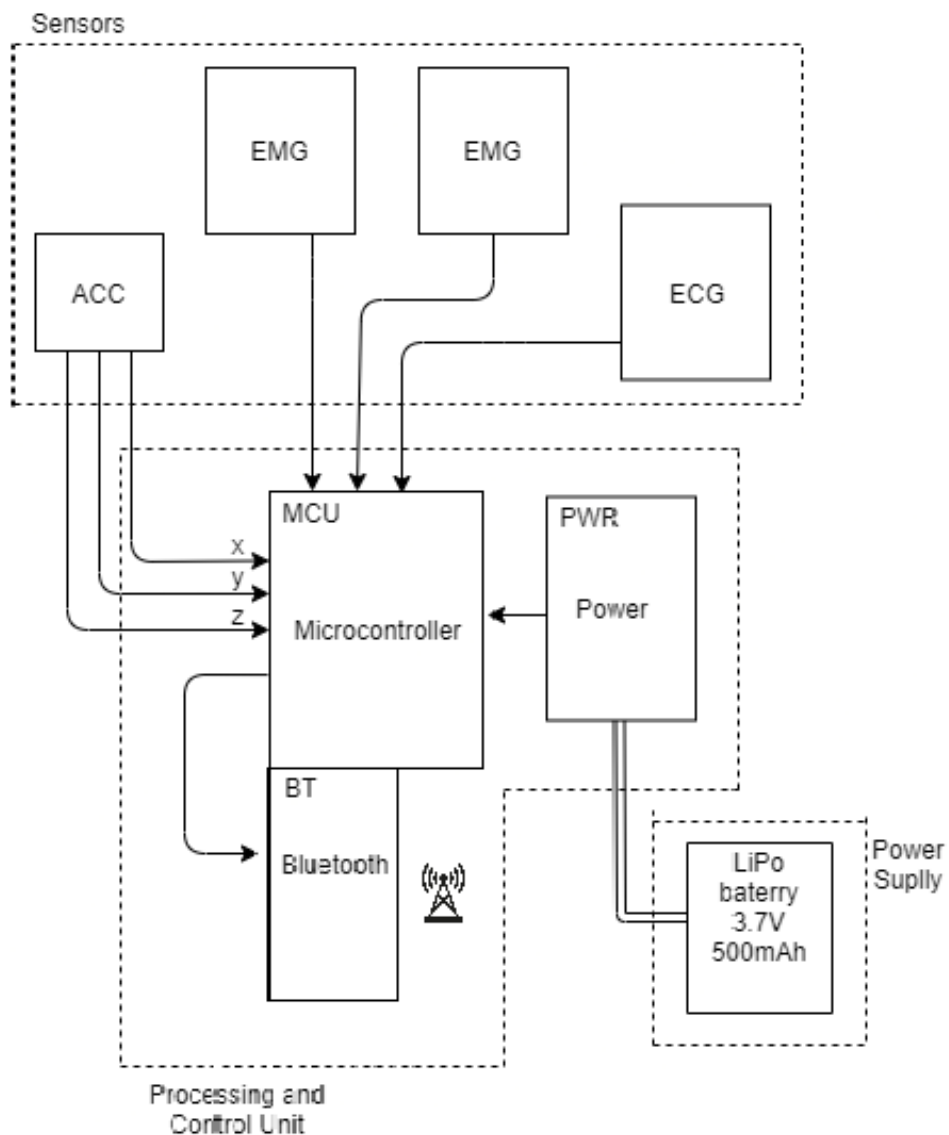 Sensors
EMG
EMG
ACC
ECG
MCU
PWR
x
y
z
Microcontroller
Power
BT
Bluetooth
LiPo
baterry
3.7V
500mAh
Power
Suplly
Processing and
Control Unit